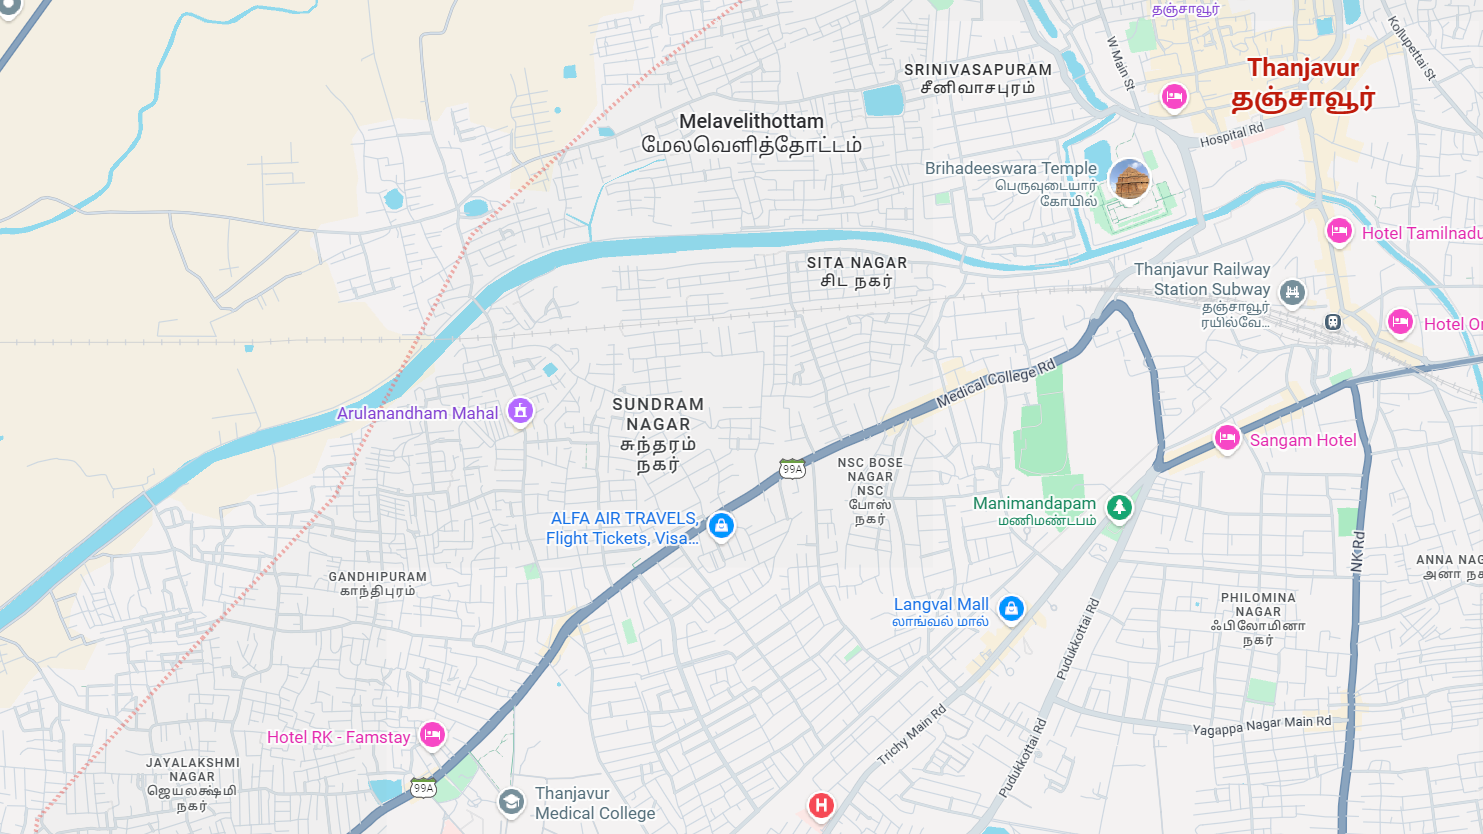 தஞ்சாவூர்
Kollupettai St
W Main St
SRINIVASAPURAM
சீனிவாசபுரம்
Thanjavur
தஞ்சாவூர்
Melavelithottam
மேலவெளித்தோட்டம்
Hospital Rd
Brihadeeswara Temple
பெருவுடையார்
கோயில்
Hotel Tamilnadu
SITA NAGAR
சிட நகர்
Thanjavur Railway
Station Subway
தஞ்சாவூர்
ரயில்வே...
Hotel Or
Medical College Rd
Arulanandham Mahal
SUNDRAM
NAGAR
சுந்தரம்
நகர்
Sangam Hotel
99A
NSC BOSE
NAGAR
NSC
போஸ்
நகர்
Manimandapam
மணிமண்டபம்
ALFA AIR TRAVELS,
Flight Tickets, Visa...
NK Rd
ANNA NAG
அனா நக
GANDHIPURAM
காந்திபுரம்
Langval Mall
லாங்வல் மால்
PHILOMINA
NAGAR
ஃபிலோமினா
நகர்
Pudukkottai Rd
Hotel RK - Famstay
Trichy Main Rd
Yagappa Nagar Main Rd
Pudukkottai Rd
JAYALAKSHMI
NAGAR
ஜெயலக்ஷ்மி
நகர்
99A
Thanjavur
Medical College
H